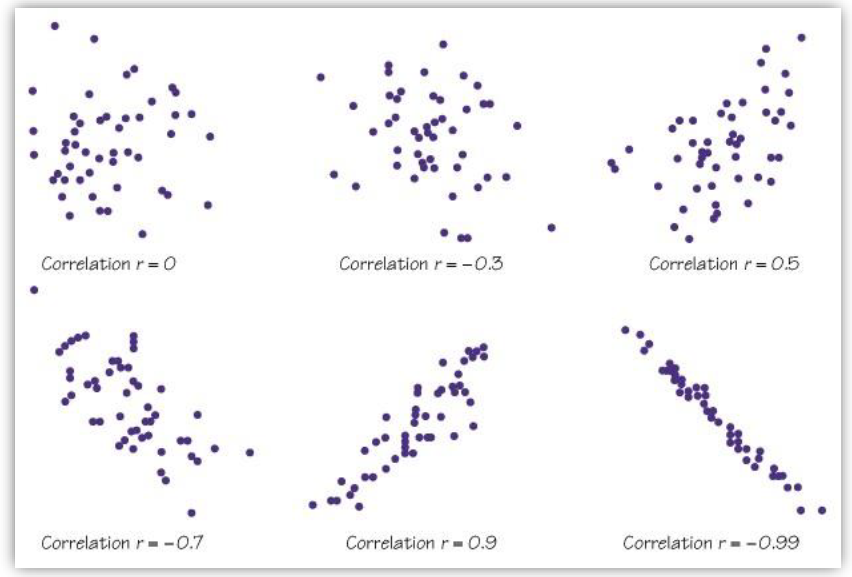 Correlation r = 0
Correlation r = −0.3
Correlation r = 0.5
Correlation r = −0.7
Correlation r = 0.9
Correlation r = −0.99